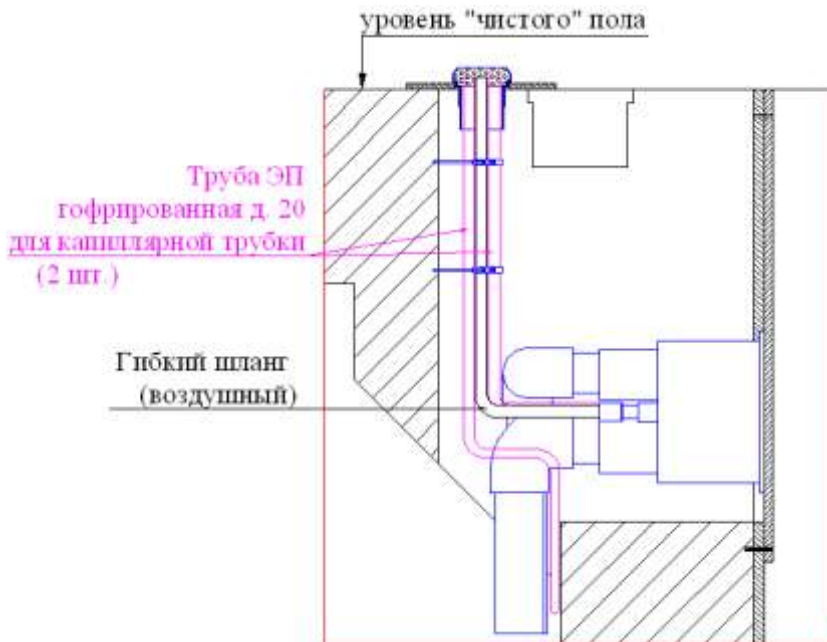 уровень "чистого" пола
Труба ЭП
гофрированная д. 20
для капиллярной трубки
(2 шт.)
Гибкий шланг
(воздушный)